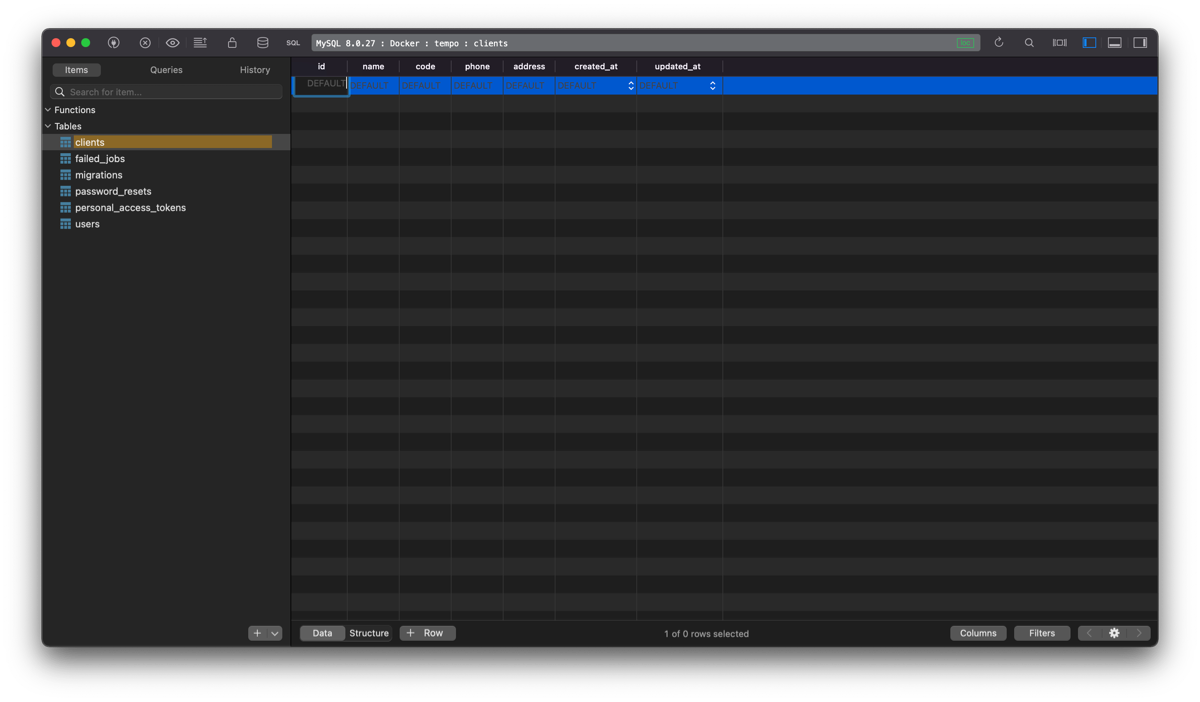 SQL
MySQL 8.0.27 : Docker : tempo : clients
Items Queries History
Search for item...
Functions
Tables
clients
failed_jobs
migrations
password_resets
personal_access_tokens
users
id name code phone address created_at updated_at
DEFAULT DEFAULT DEFAULT DEFAULT DEFAULT DEFAULT DEFAULT
Data Structure + Row
1 of 0 rows selected
Columns Filters